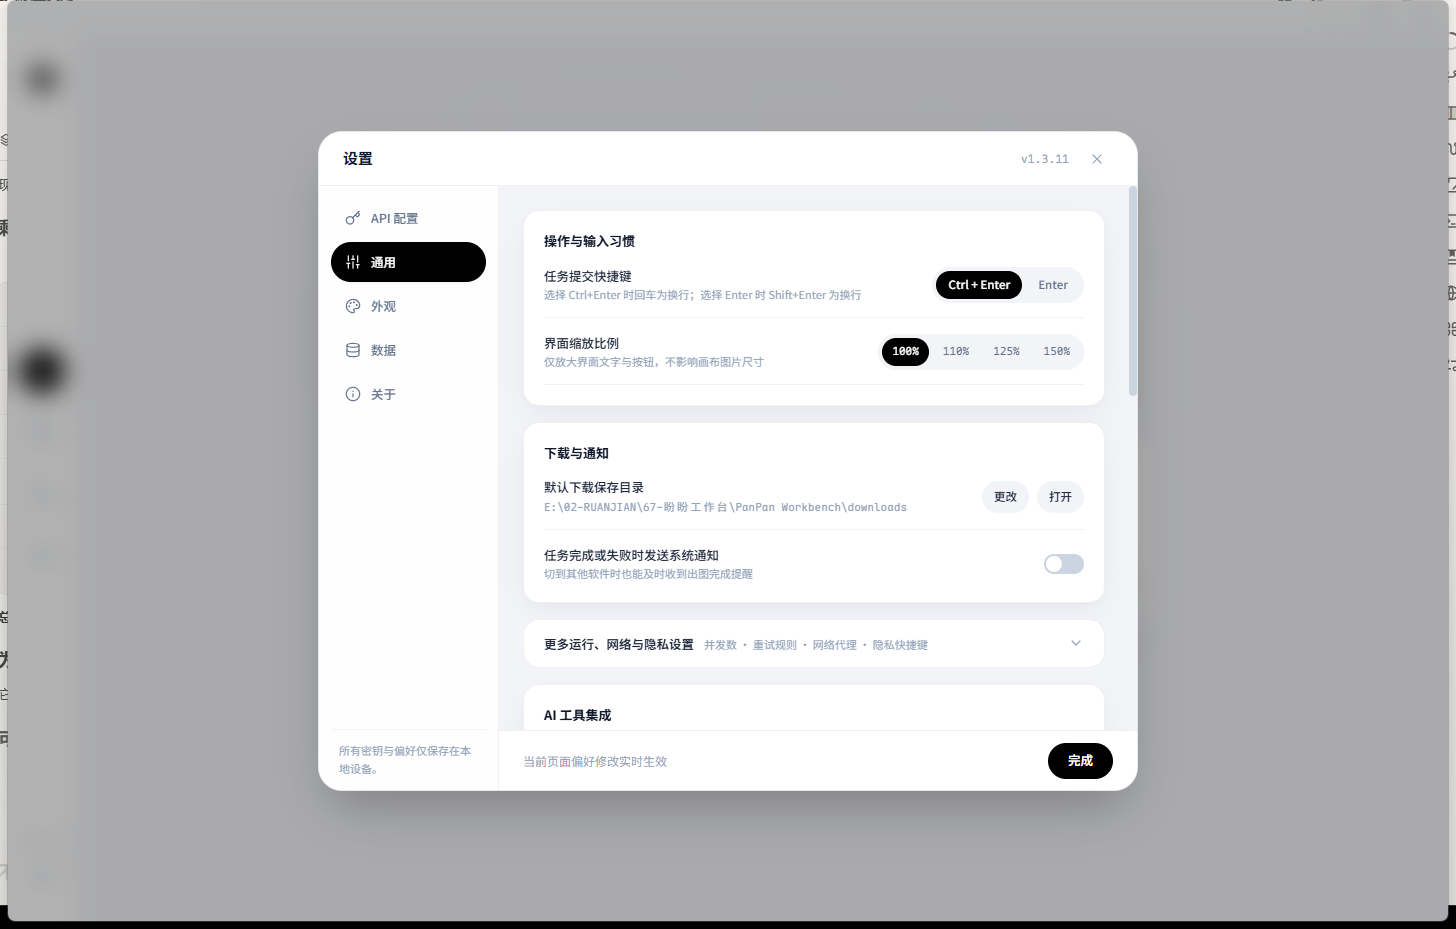 设置
v1.3.11
API 配置
通用
外观
数据
关于
所有密钥与偏好仅保存在本
地设备。
操作与输入习惯
任务提交快捷键
选择 Ctrl+Enter 时回车为换行；选择 Enter 时 Shift+Enter 为换行
Ctrl + Enter
Enter
界面缩放比例
仅放大界面文字与按钮，不影响画布图片尺寸
100%
110%
125%
150%
下载与通知
默认下载保存目录
E:\02-RUANJIAN\67-盼盼工作台\PanPan Workbench\downloads
更改
打开
任务完成或失败时发送系统通知
切到其他软件时也能及时收到出图完成提醒
更多运行、网络与隐私设置
并发数 · 重试规则 · 网络代理 · 隐私快捷键
AI 工具集成
当前页面偏好修改实时生效
完成